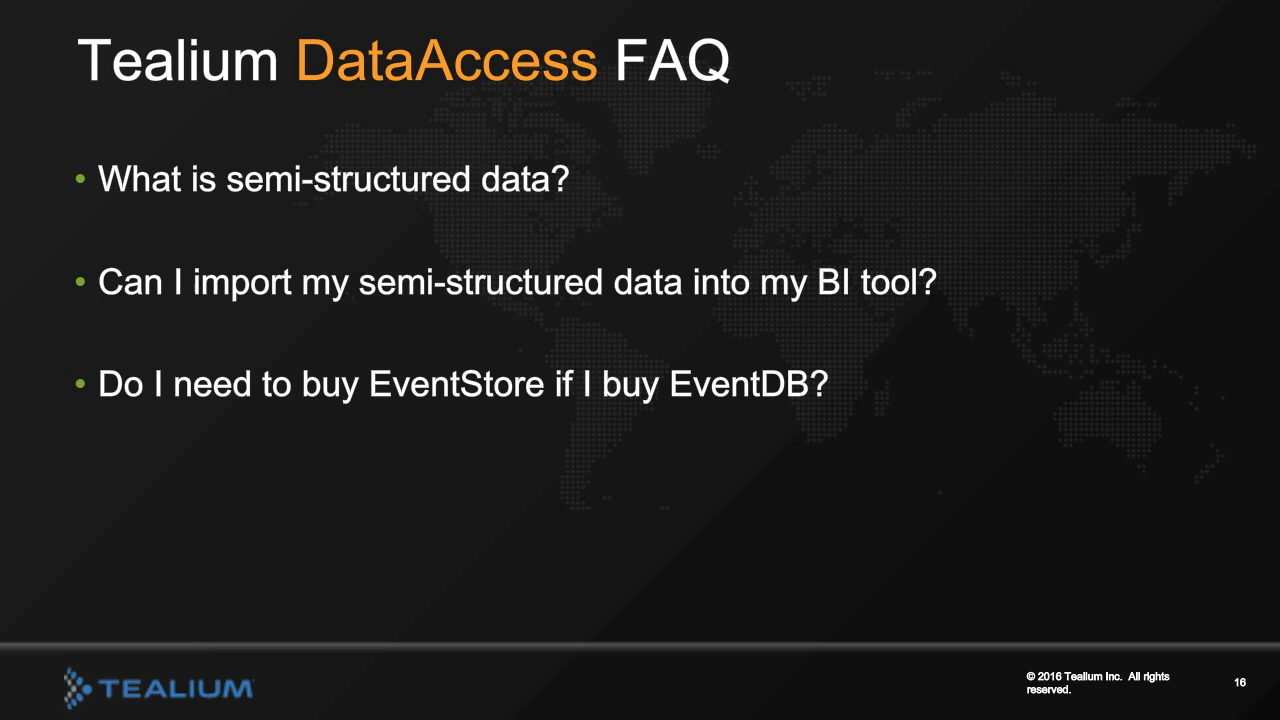 Tealium DataAccess FAQ
• What is semi-structured data?
• Can I import my semi-structured data into my BI tool?
• Do I need to buy EventStore if I buy EventDB?
TEALIUM
© 2016 Tealium Inc. All rights
reserved.
16